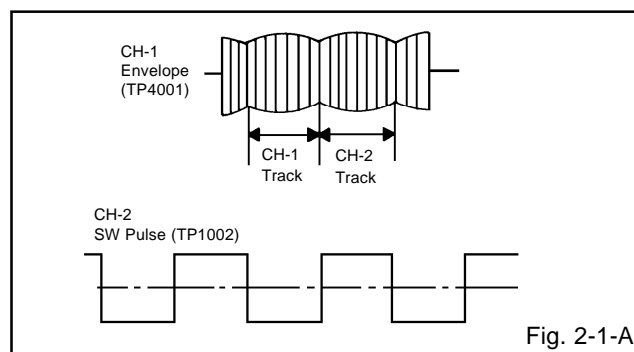 CH-1
Envelope
(TP4001)
CH-1
Track
CH-2
Track
CH-2
SW Pulse (TP1002)
Fig. 2-1-A